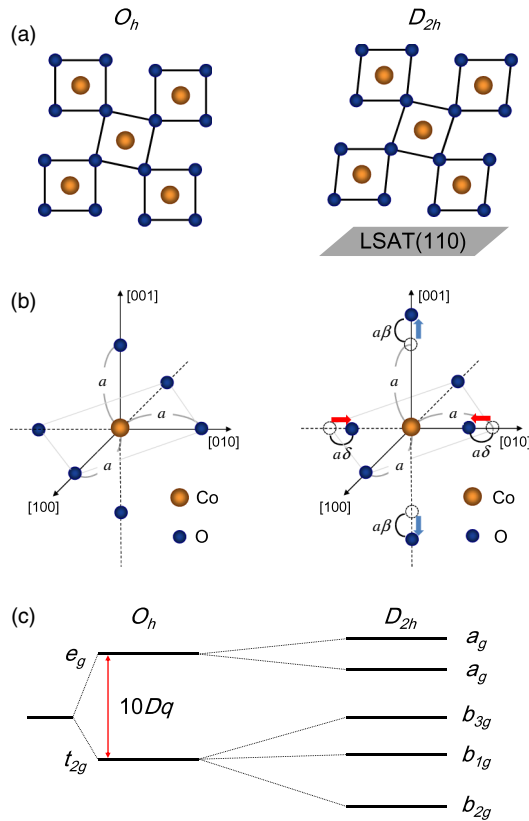 (a)
O_h
D_2h
LSAT(110)
(b)
[001]
[001]
a
a
a
[010]
[100]
Co
O
aβ
a
a
aδ
aδ
a
[010]
[100]
aβ
Co
O
(c)
O_h
D_2h
e_g
10Dq
t_2g
a_g
a_g
b_3g
b_1g
b_2g